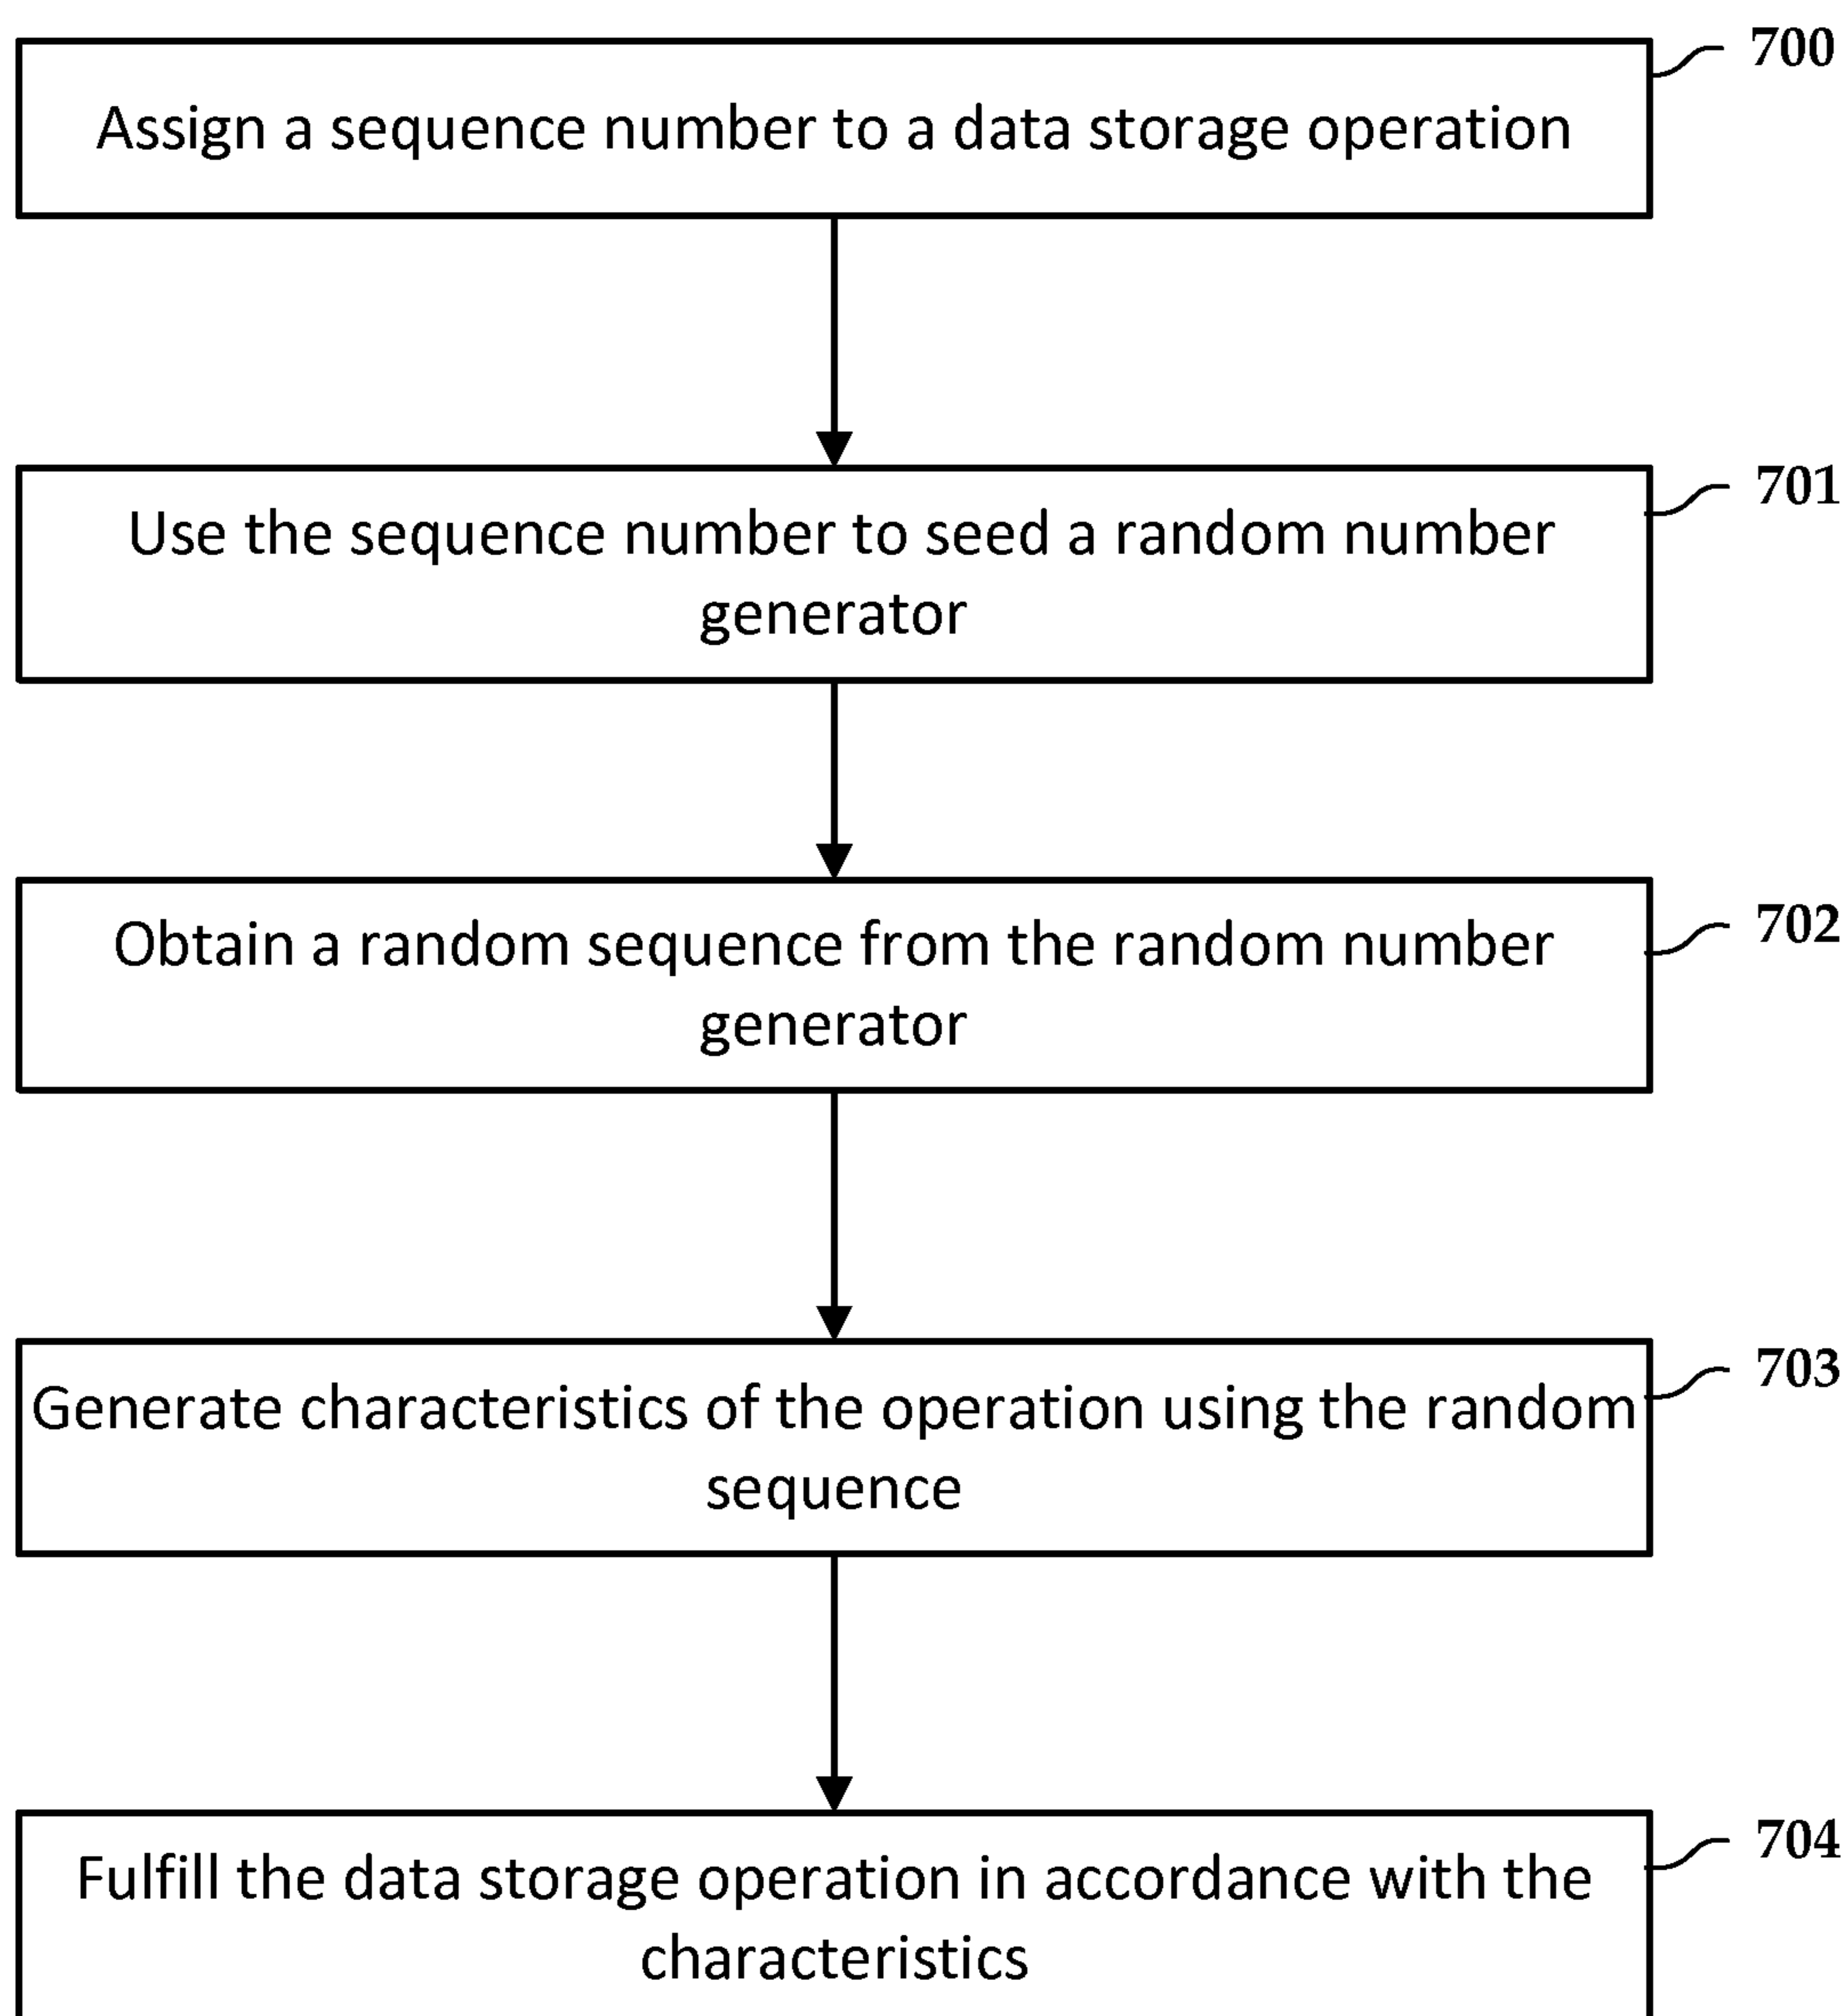 700
Assign a sequence number to a data storage operation
701
Use the sequence number to seed a random number
generator
702
Obtain a random sequence from the random number
generator
703
Generate characteristics of the operation using the random
sequence
704
Fulfill the data storage operation in accordance with the
characteristics